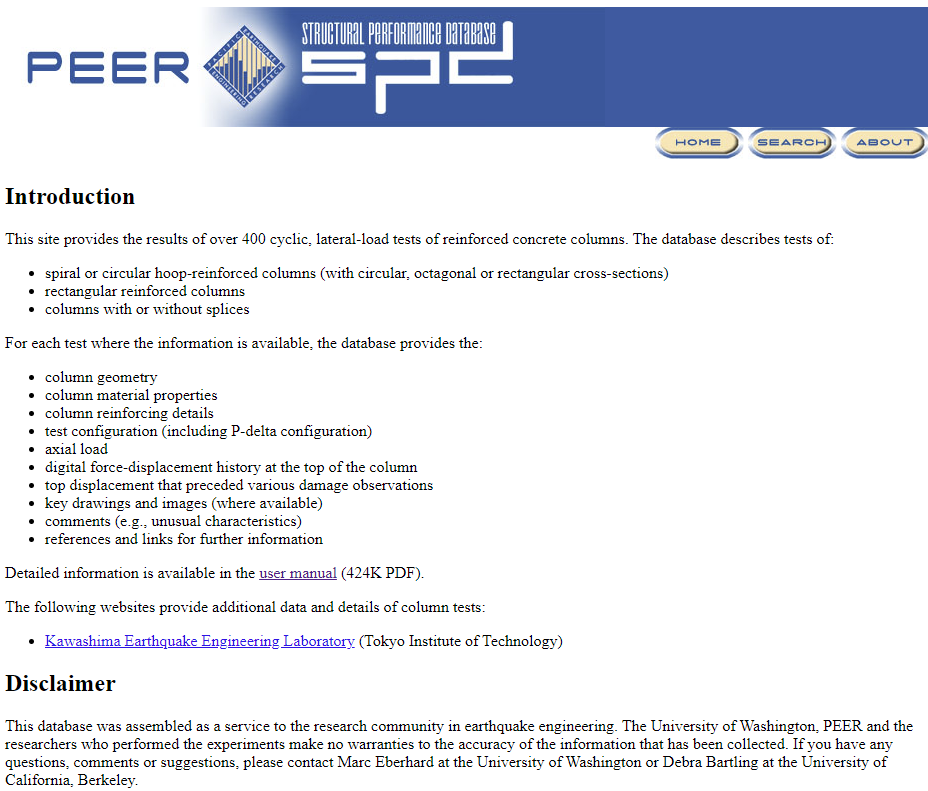 PEER
PACIFIC EARTHQUAKE ENGINEERING RESEARCH
STRUCTURAL PERFORMANCE DATABASE
spd
HOME SEARCH ABOUT
Introduction
This site provides the results of over 400 cyclic, lateral-load tests of reinforced concrete columns. The database describes tests of:
• spiral or circular hoop-reinforced columns (with circular, octagonal or rectangular cross-sections)
• rectangular reinforced columns
• columns with or without splices
For each test where the information is available, the database provides the:
• column geometry
• column material properties
• column reinforcing details
• test configuration (including P-delta configuration)
• axial load
• digital force-displacement history at the top of the column
• top displacement that preceded various damage observations
• key drawings and images (where available)
• comments (e.g., unusual characteristics)
• references and links for further information
Detailed information is available in the user manual (424K PDF).
The following websites provide additional data and details of column tests:
• Kawashima Earthquake Engineering Laboratory (Tokyo Institute of Technology)
Disclaimer
This database was assembled as a service to the research community in earthquake engineering. The University of Washington, PEER and the
researchers who performed the experiments make no warranties to the accuracy of the information that has been collected. If you have any
questions, comments or suggestions, please contact Marc Eberhard at the University of Washington or Debra Bartling at the University of
California, Berkeley.